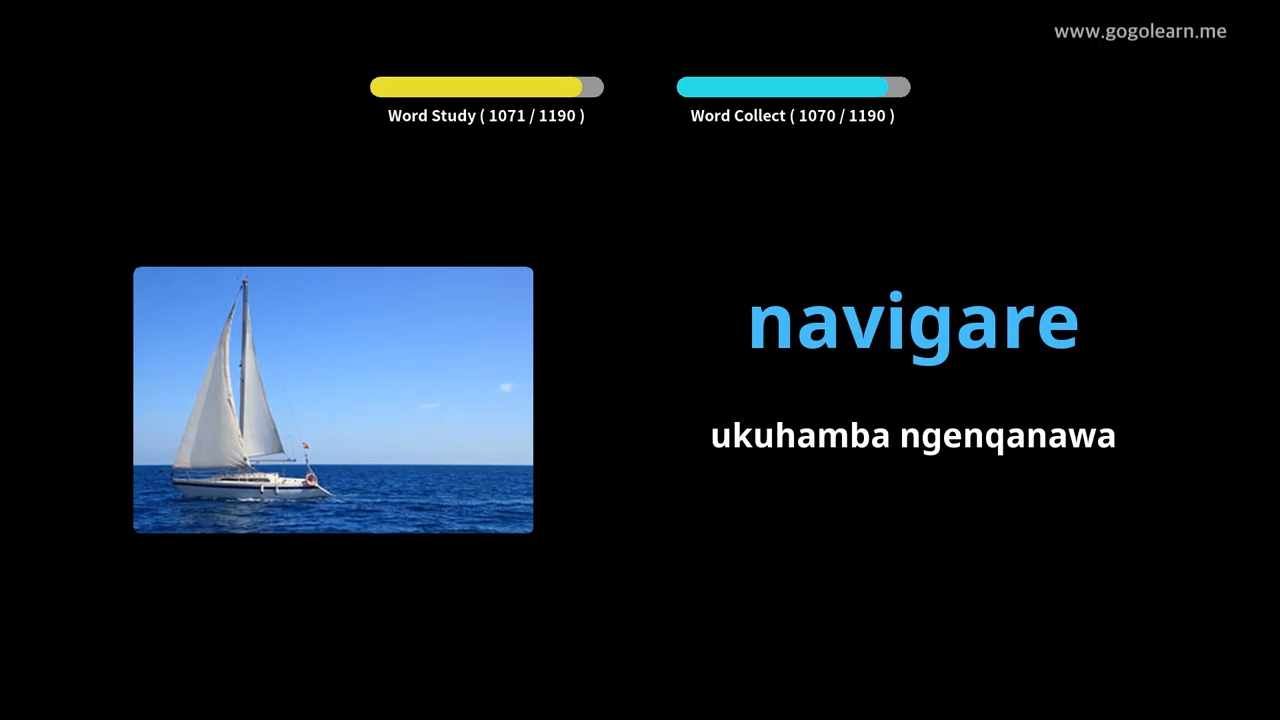 www.gogolearn.me
Word Study ( 1071 / 1190 )
Word Collect ( 1070 / 1190 )
navigare
ukuhamba ngenqanawa